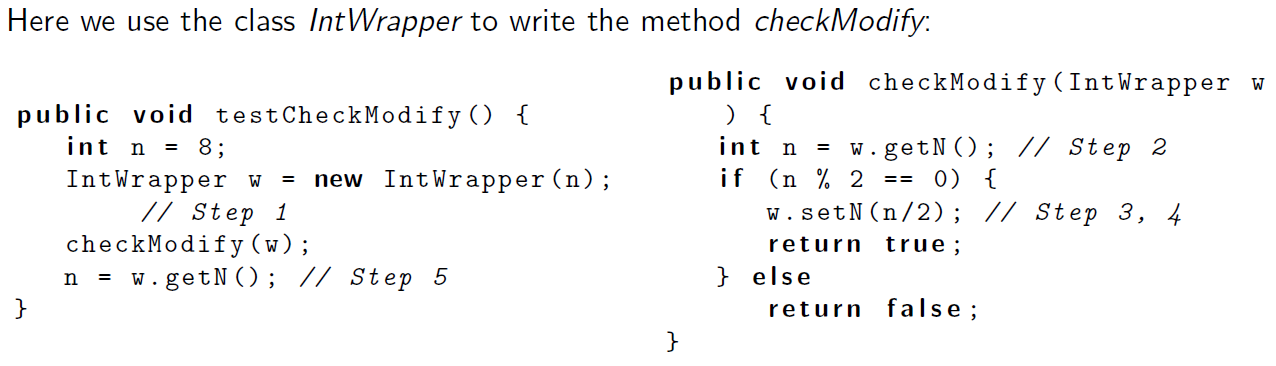 Here we use the class IntWrapper to write the method checkModify:
public void testCheckModify() {
int n = 8;
IntWrapper w = new IntWrapper(n);
// Step 1
checkModify(w);
n = w.getN(); // Step 5
}
public void checkModify(IntWrapper w
) {
int n = w.getN(); // Step 2
if (n % 2 == 0) {
w.setN(n/2); // Step 3, 4
return true;
} else
return false;
}